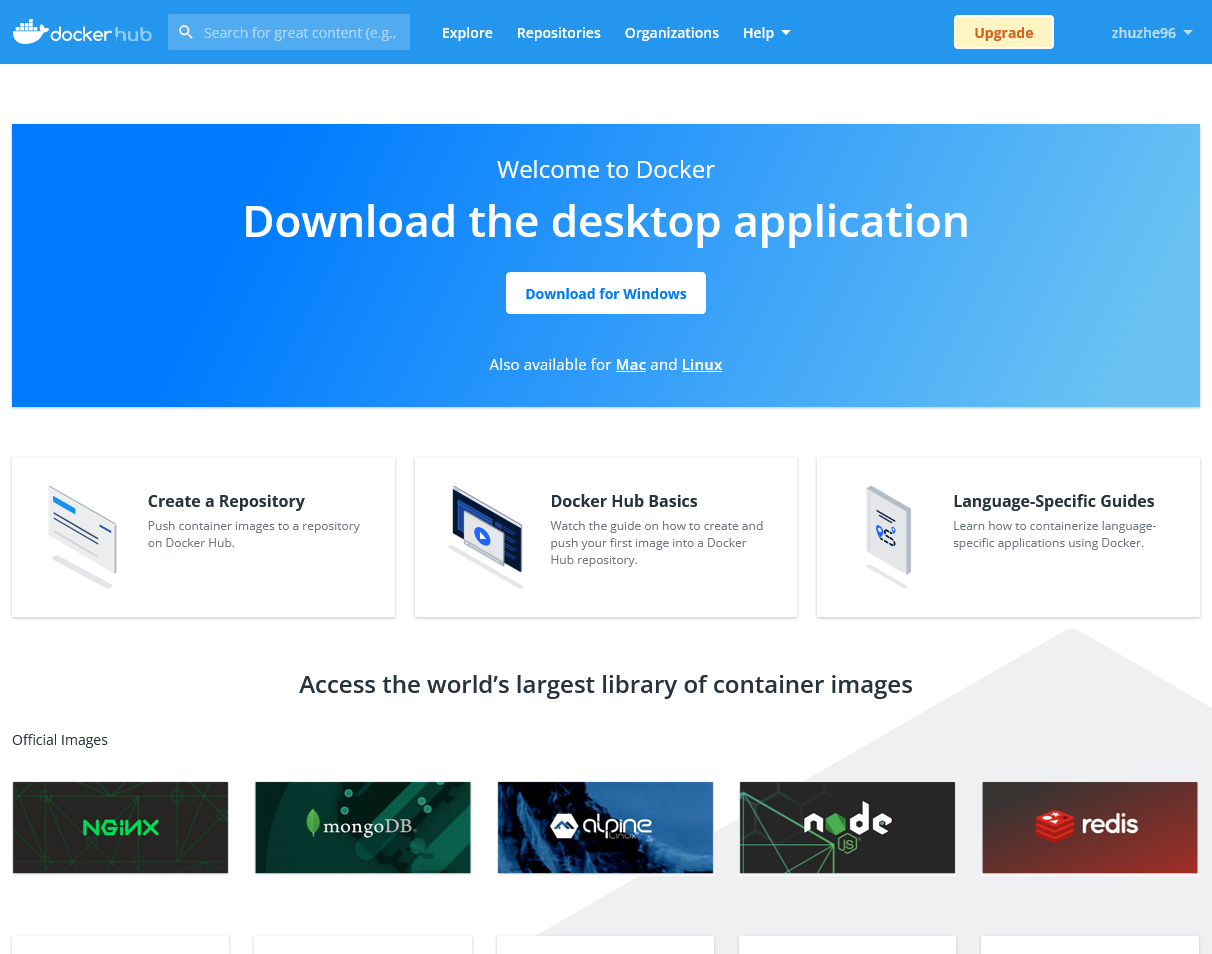 docker hub
Search for great content (e.g.,
Explore
Repositories
Organizations
Help
Upgrade
zhuzhe96
Welcome to Docker
Download the desktop application
Download for Windows
Also available for Mac and Linux
Create a Repository
Push container images to a repository
on Docker Hub.
Docker Hub Basics
Watch the guide on how to create and
push your first image into a Docker
Hub repository.
Language-Specific Guides
Learn how to containerize language-
specific applications using Docker.
Access the world's largest library of container images
Official Images
NGINX
mongoDB
alpine
Linux
node
JS
redis